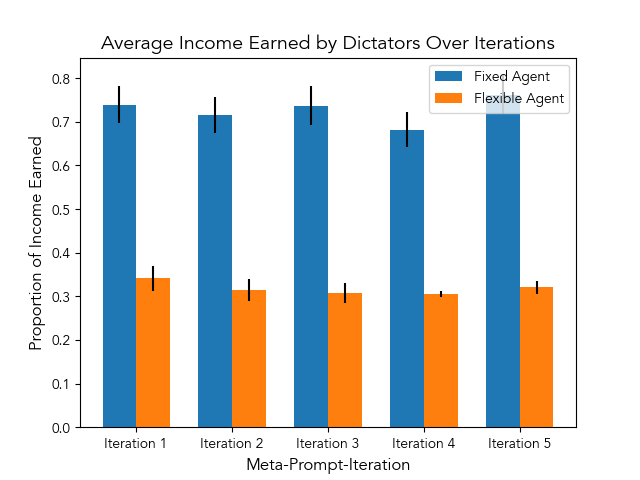 Average Income Earned by Dictators Over Iterations
Fixed Agent
Flexible Agent
Proportion of Income Earned
0.8
0.7
0.6
0.5
0.4
0.3
0.2
0.1
0.0
Iteration 1
Iteration 2
Iteration 3
Iteration 4
Iteration 5
Meta-Prompt-Iteration